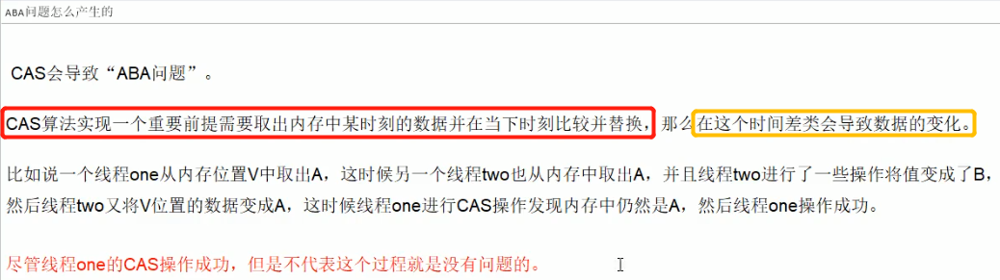 ABA问题怎么产生的
CAS会导致“ABA问题”。
CAS算法实现一个重要前提需要取出内存中某时刻的数据并在当下时刻比较并替换，那么在这个时间差类会导致数据的变化。
比如说一个线程one从内存位置V中取出A，这时候另一个线程two也从内存中取出A，并且线程two进行了一些操作将值变成了B，
然后线程two又将V位置的数据变成A，这时候线程one进行CAS操作发现内存中仍然是A，然后线程one操作成功。
尽管线程one的CAS操作成功，但是不代表这个过程就是没有问题的。